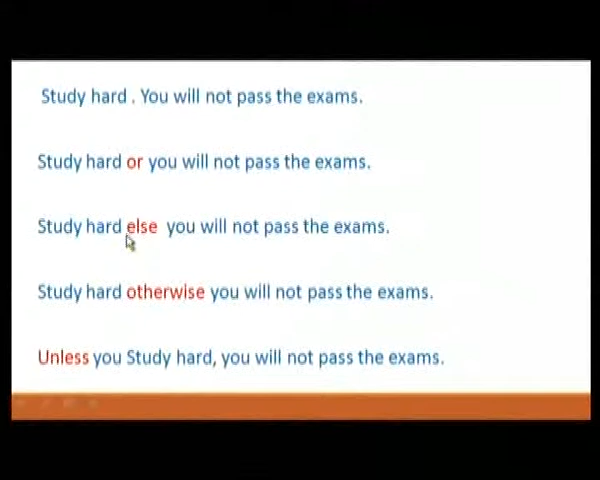 Study hard . You will not pass the exams.
Study hard or you will not pass the exams.
Study hard else you will not pass the exams.
Study hard otherwise you will not pass the exams.
Unless you Study hard, you will not pass the exams.